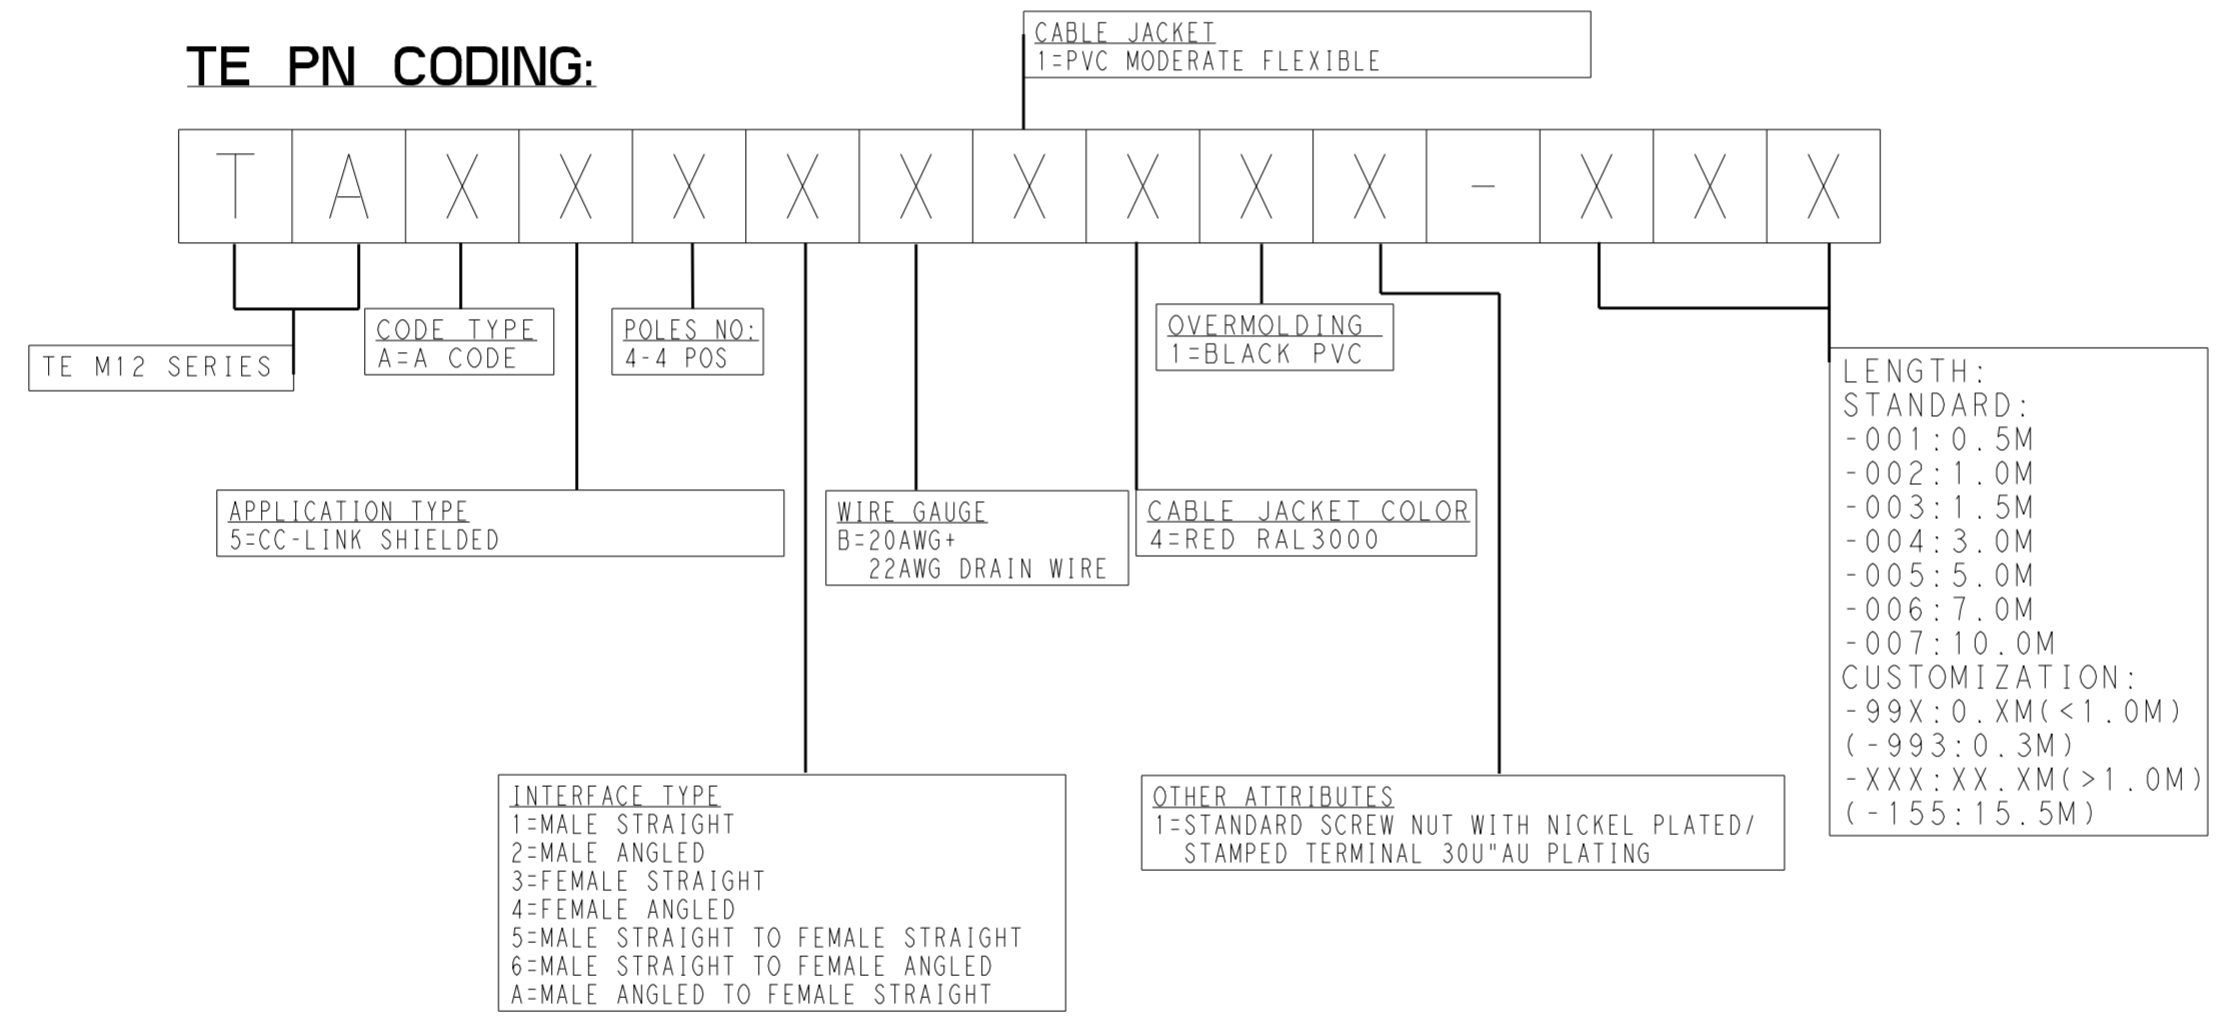 TE PN CODING:
CABLE JACKET
1=PVC MODERATE FLEXIBLE
T A X X X X X X X X X - X X X
TE M12 SERIES
CODE TYPE
A=A CODE
POLES NO:
4-4 POS
OVERMOLDING
1=BLACK PVC
APPLICATION TYPE
5=CC-LINK SHIELDED
WIRE GAUGE
B=20AWG+
22AWG DRAIN WIRE
CABLE JACKET COLOR
4=RED RAL3000
LENGTH:
STANDARD:
-001:0.5M
-002:1.0M
-003:1.5M
-004:3.0M
-005:5.0M
-006:7.0M
-007:10.0M
CUSTOMIZATION:
-99X:0.XM(<1.0M)
(-993:0.3M)
-XXX:XX.XM(>1.0M)
(-155:15.5M)
INTERFACE TYPE
1=MALE STRAIGHT
2=MALE ANGLED
3=FEMALE STRAIGHT
4=FEMALE ANGLED
5=MALE STRAIGHT TO FEMALE STRAIGHT
6=MALE STRAIGHT TO FEMALE ANGLED
A=MALE ANGLED TO FEMALE STRAIGHT
OTHER ATTRIBUTES
1=STANDARD SCREW NUT WITH NICKEL PLATED/
STAMPED TERMINAL 30U"AU PLATING